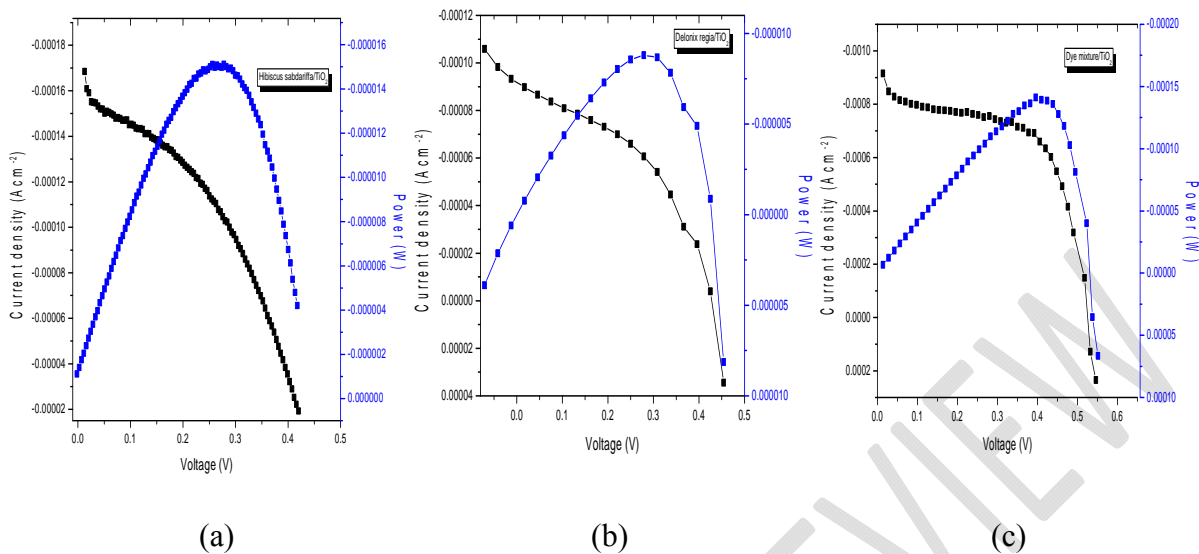 -0.00018
-0.00016
-0.00014
-0.00012
-0.00010
-0.00008
-0.00006
-0.00004
-0.00002
Current density (Acm⁻²)
Hibiscus sabdariffa/TiO₂
-0.000016
-0.000014
-0.000012
-0.000010
-0.000008
-0.000006
-0.000004
-0.000002
0.000000
Power (W)
0.0 0.1 0.2 0.3 0.4 0.5
Voltage (V)
(a)
-0.00012
-0.00010
-0.00008
-0.00006
-0.00004
-0.00002
0.00000
0.00002
0.00004
Current density (Acm⁻²)
Delonix regia/TiO₂
-0.000010
-0.000005
0.000000
0.000005
0.000010
Power (W)
0.0 0.1 0.2 0.3 0.4 0.5
Voltage (V)
(b)
-0.0010
-0.0008
-0.0006
-0.0004
-0.0002
0.0000
0.0002
Current density (Acm⁻²)
Dye mixture/TiO₂
-0.00020
-0.00015
-0.00010
-0.00005
0.00000
0.00005
0.00010
Power (W)
0.0 0.1 0.2 0.3 0.4 0.5 0.6
Voltage (V)
(c)
VIEW